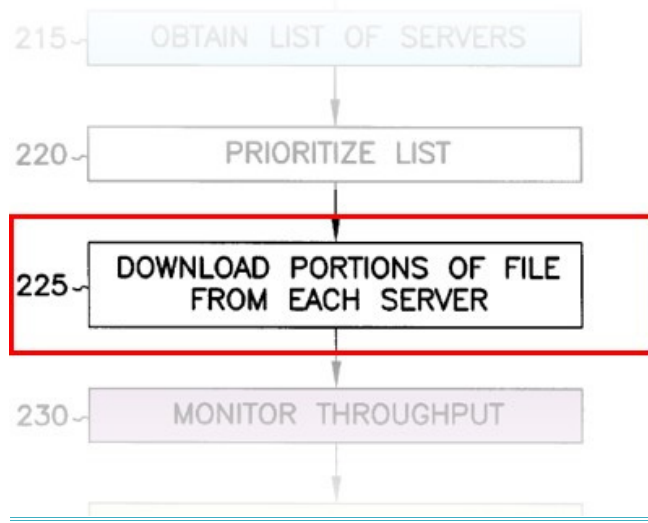 215 OBTAIN LIST OF SERVERS
220 PRIORITIZE LIST
225 DOWNLOAD PORTIONS OF FILE
FROM EACH SERVER
230 MONITOR THROUGHPUT